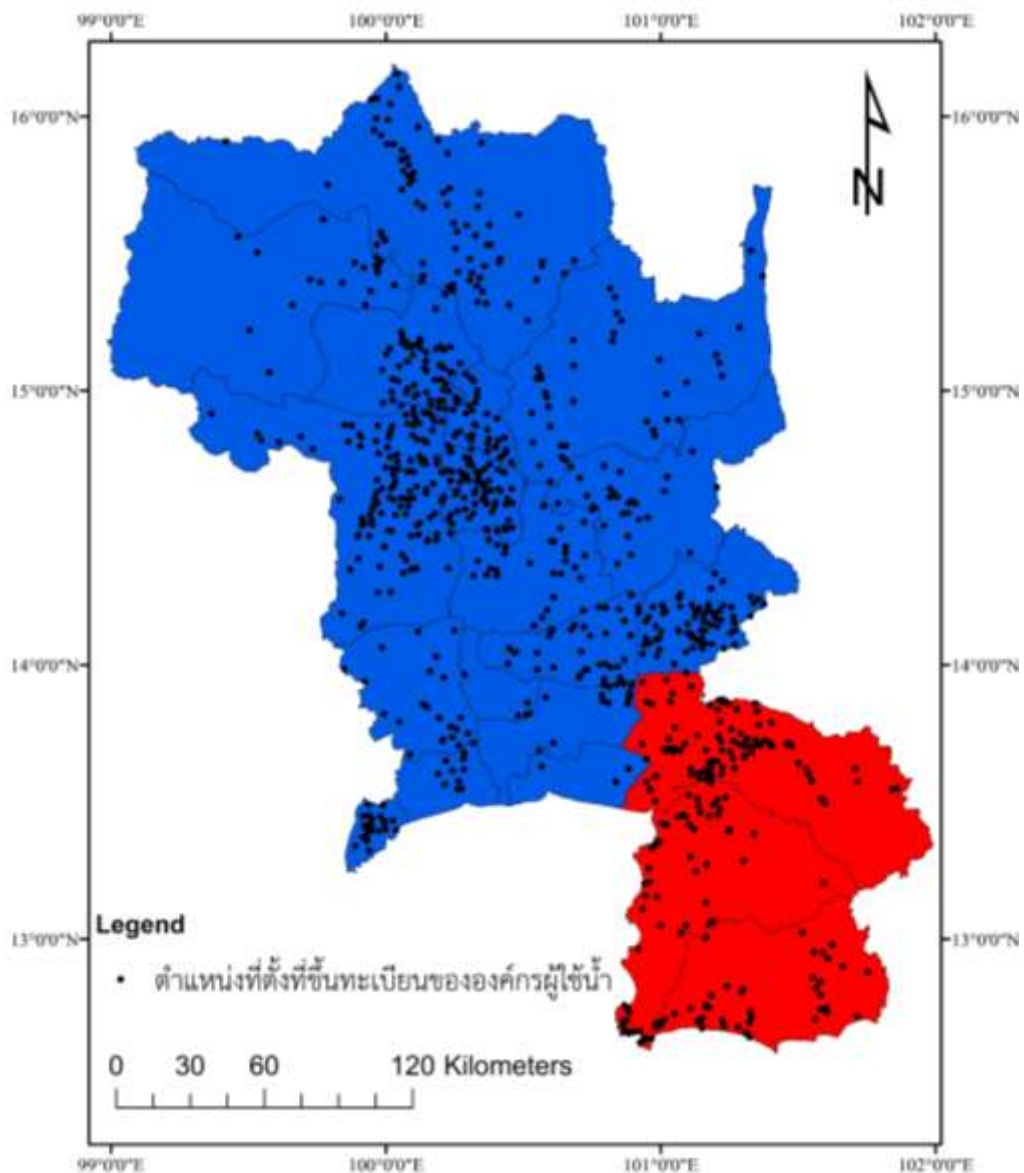 99°0'0"E 100°0'0"E 101°0'0"E 102°0'0"E
16°0'0"N 16°0'0"N
N
15°0'0"N 15°0'0"N
14°0'0"N 14°0'0"N
13°0'0"N 13°0'0"N
Legend
ตำแหน่งที่ตั้งที่ขึ้นทะเบียนขององค์กรผู้ใช้น้ำ
0 30 60 120 Kilometers
99°0'0"E 100°0'0"E 101°0'0"E 102°0'0"E